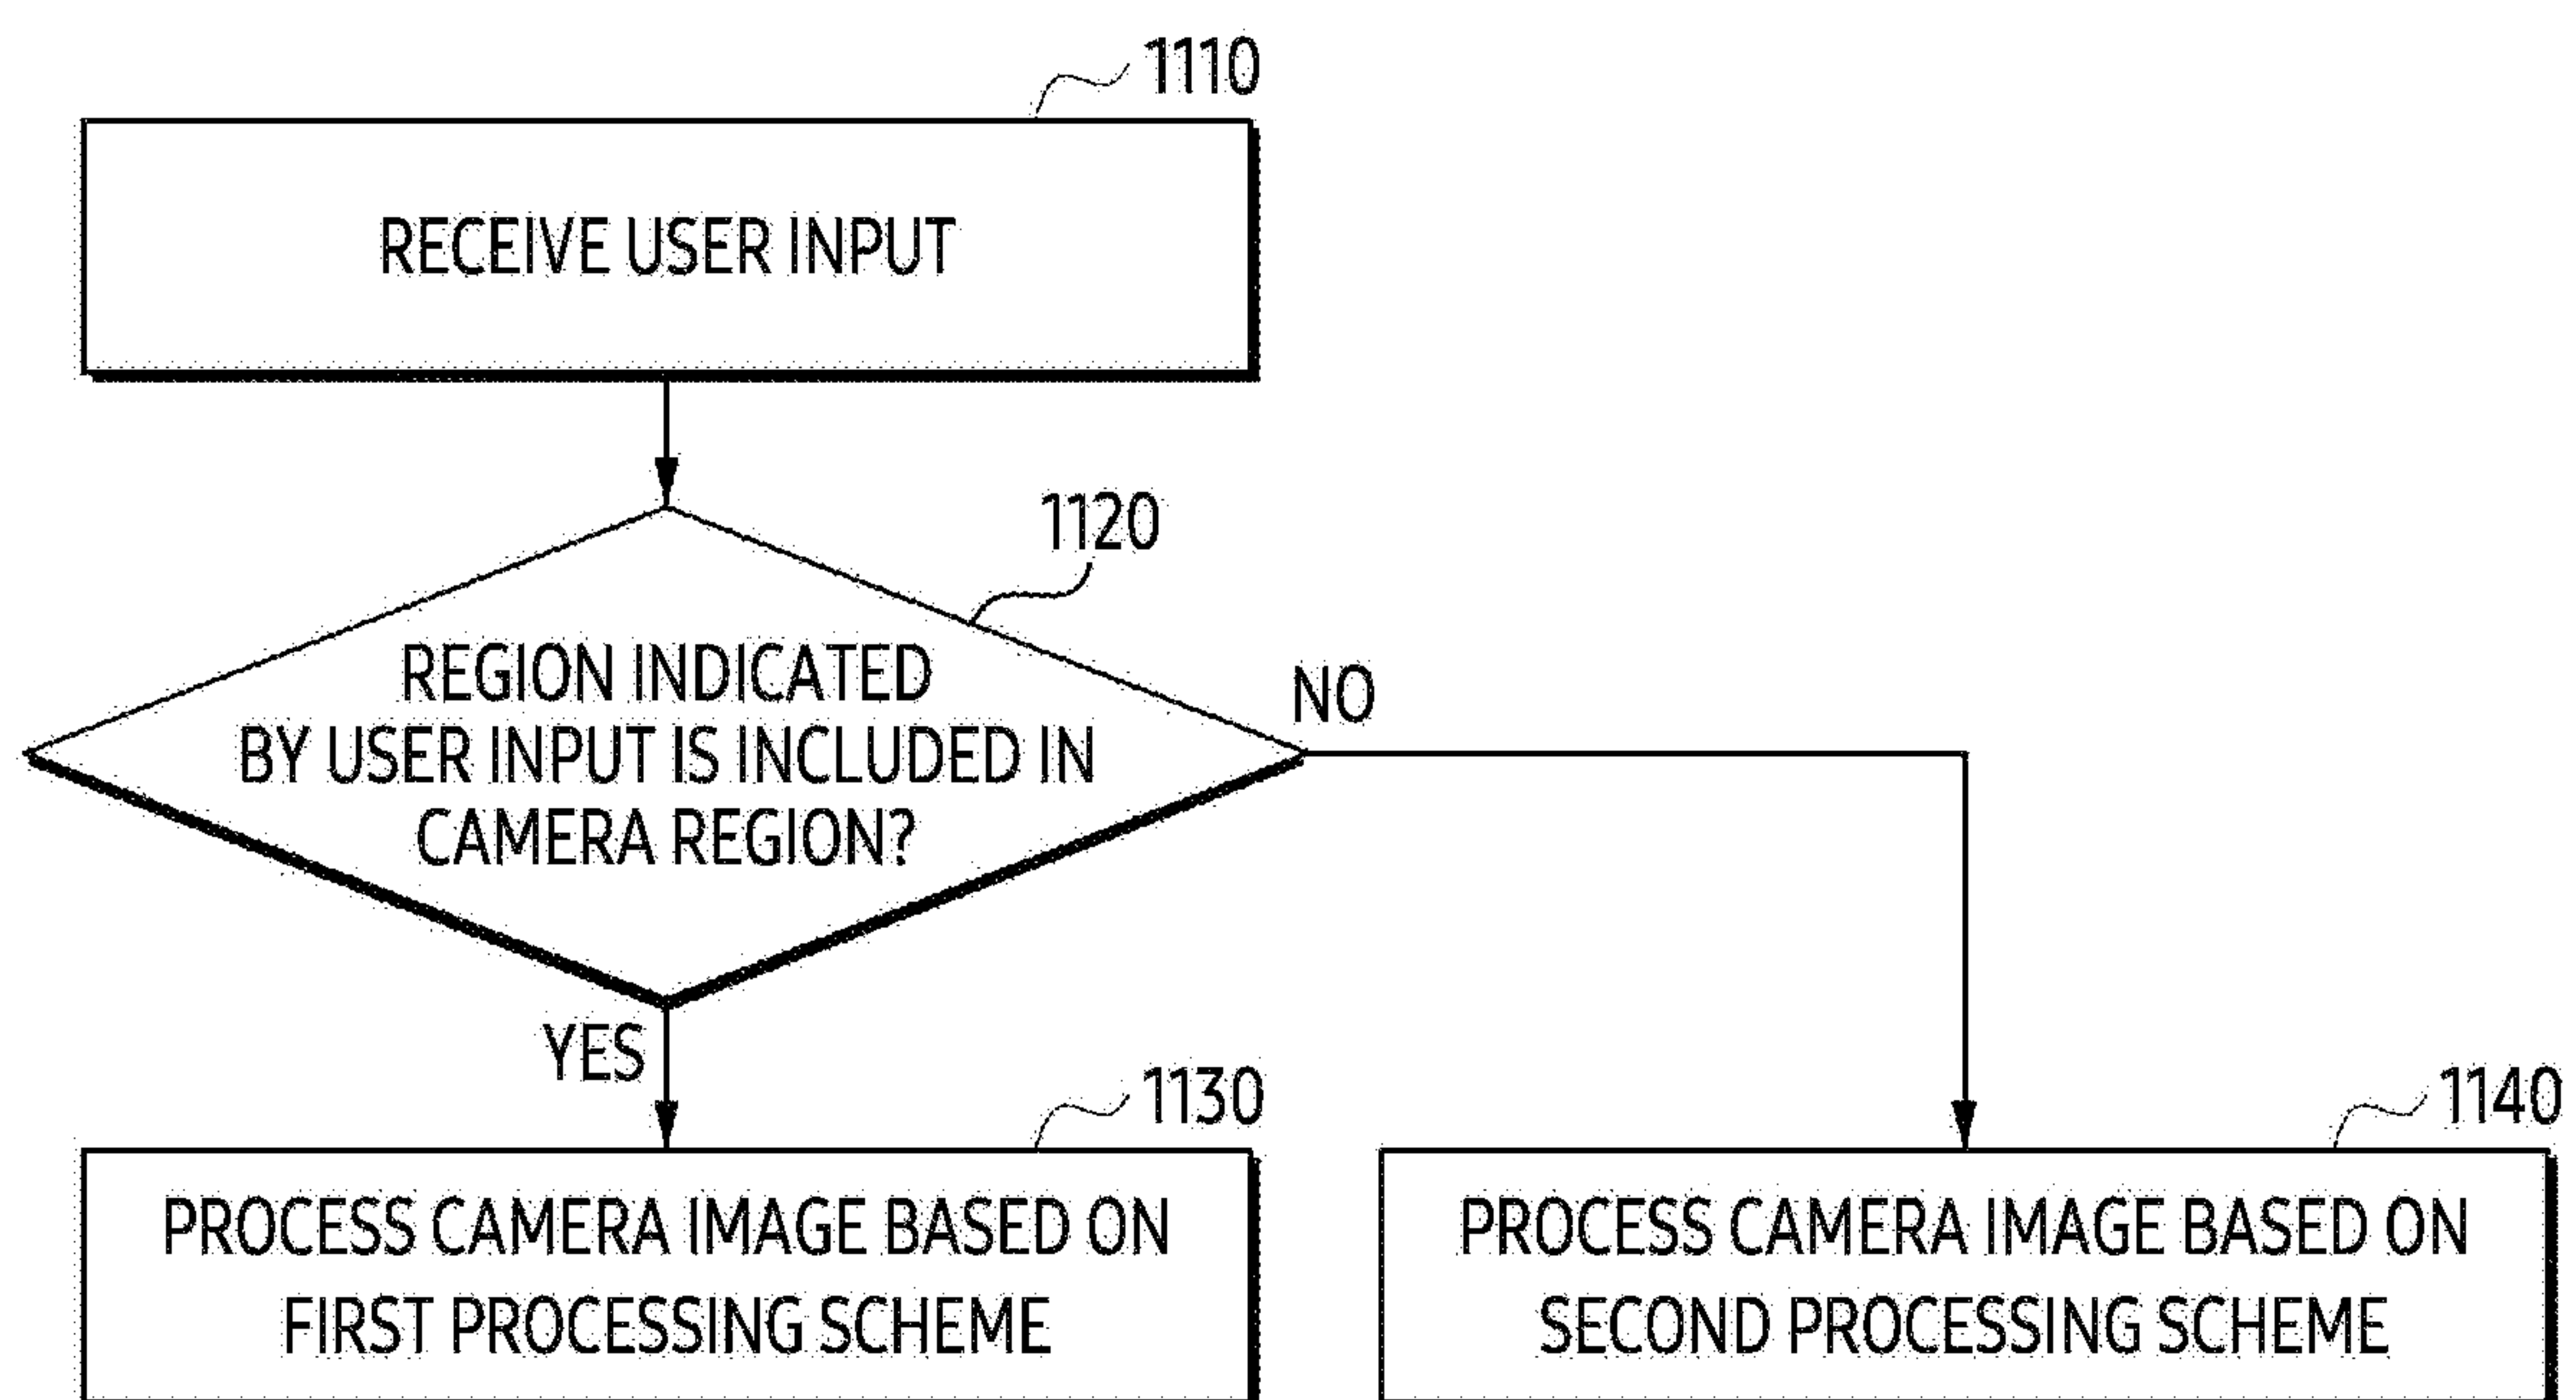 1110
RECEIVE USER INPUT
1120
REGION INDICATED
BY USER INPUT IS INCLUDED IN
CAMERA REGION?
NO
YES
1130
PROCESS CAMERA IMAGE BASED ON
FIRST PROCESSING SCHEME
1140
PROCESS CAMERA IMAGE BASED ON
SECOND PROCESSING SCHEME